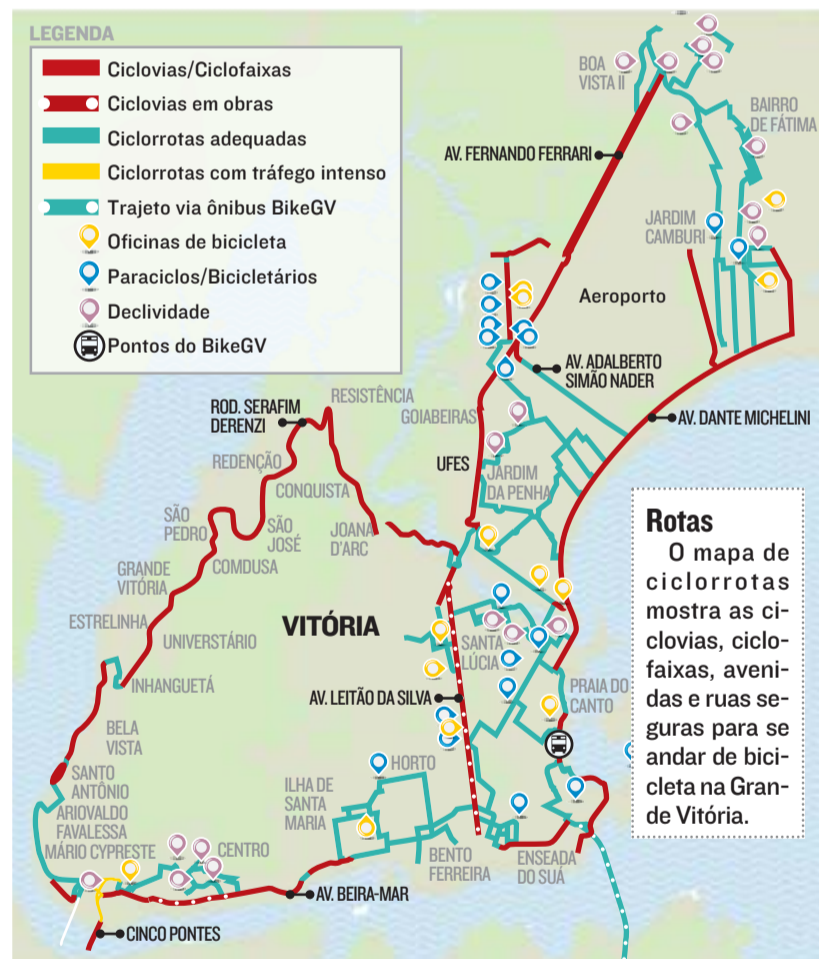 LEGENDA
Ciclovias/Ciclofaixas
Ciclovias em obras
Ciclorrotas adequadas
Ciclorrotas com tráfego intenso
Trajeto via ônibus BikeGV
Oficinas de bicicleta
Paraciclos/Bicicletários
Declividade
Pontos do BikeGV
BOA
VISTA II
BAIRRO
DE FÁTIMA
AV. FERNANDO FERRARI
JARDIM
CAMBURI
Aeroporto
AV. ADALBERTO
SIMÃO NADER
RESISTÊNCIA
ROD. SERAFIM
DERENZI
GOIABEIRAS
AV. DANTE MICHELINI
REDENÇÃO
UFES
JARDIM
DA PENHA
CONQUISTA
SÃO
PEDRO
SÃO
JOSÉ
JOANA
D'ARC
COMDUSA
GRANDE
VITÓRIA
ESTRELINHA
UNIVERSTÁRIO
VITÓRIA
SANTA
LÚCIA
INHANGUETÁ
AV. LEITÃO DA SILVA
PRAIA DO
CANTO
BELA
VISTA
SANTO
ANTÔNIO
HORTO
ILHA DE
SANTA
MARIA
ARIOVALDO
FAVALESSA
MÁRIO CYPRESTE
CENTRO
BENTO
FERREIRA
ENSEADA
DO SUÁ
AV. BEIRA-MAR
CINCO PONTES
Rotas
O mapa de
ciclorrotas
mostra as ci-
clovias, ciclo-
faixas, aveni-
das e ruas se-
guras para se
andar de bici-
cleta na Gran-
de Vitória.